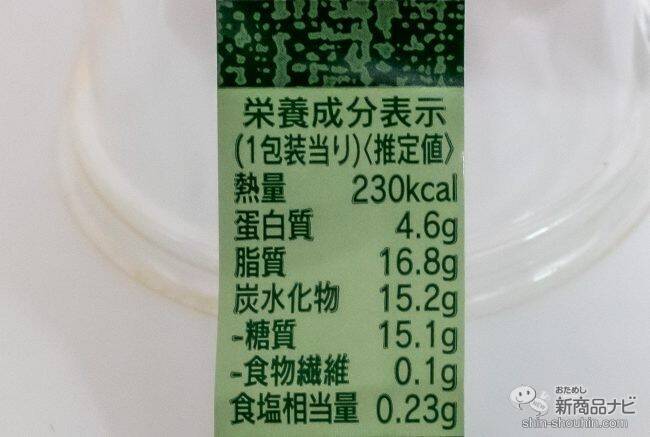 栄養成分表示
(1包装当り)〈推定値〉
熱量 230kcal
蛋白質 4.6g
脂質 16.8g
炭水化物 15.2g
-糖質 15.1g
-食物繊維 0.1g
食塩相当量 0.23g
おためし
新商品ナビ
shin-shouhin.com